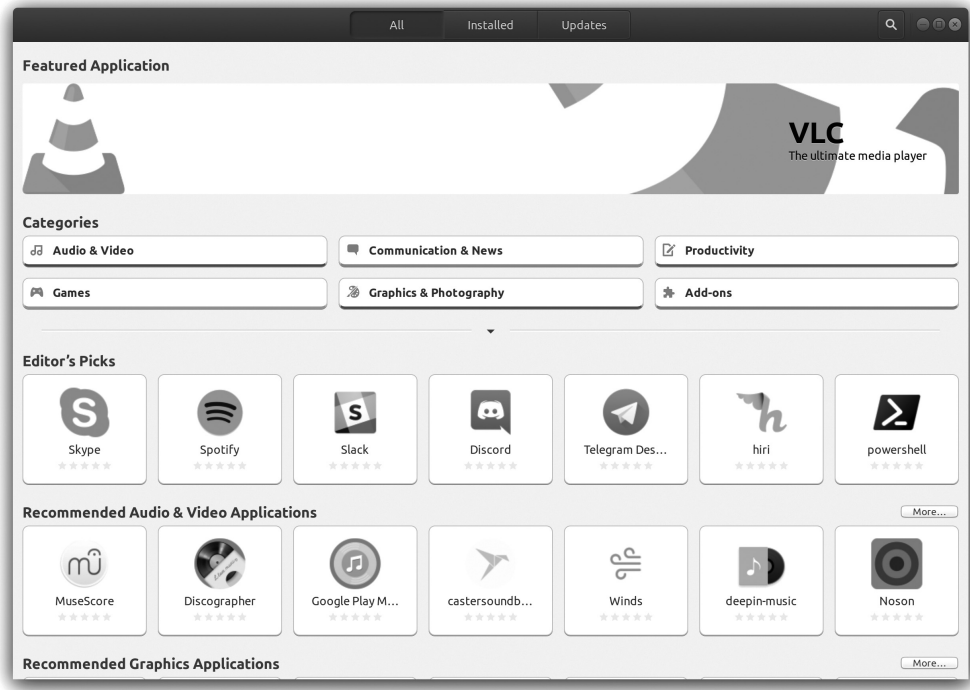 All Installed Updates
Featured Application
VLC
The ultimate media player
Categories
Audio & Video Communication & News Productivity
Games Graphics & Photography Add-ons
Editor's Picks
S S
Skype Spotify Slack Discord Telegram Des... hiri powershell
Recommended Audio & Video Applications More...
mu
MuseScore Discographer Google Play M... castersoundb... Winds deepin-music Noson
Recommended Graphics Applications More...